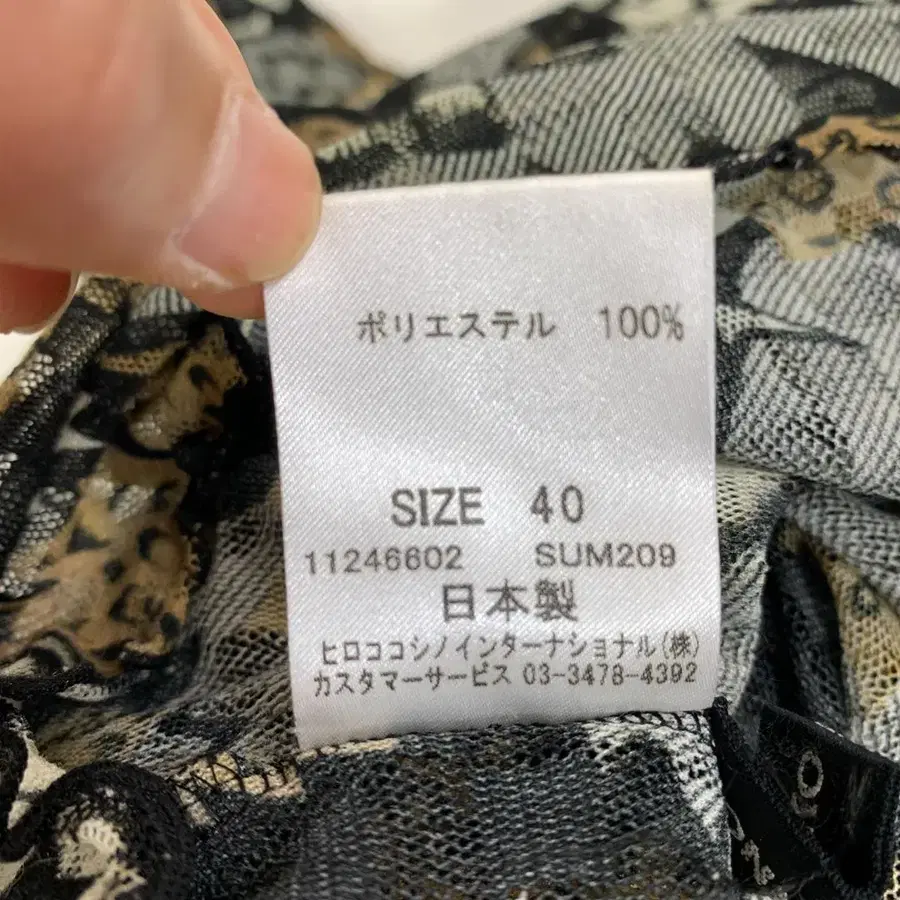 ポリエステル 100%
SIZE 40
11246602 SUM209
日本製
ヒロココシノインターナショナル(株)
カスタマーサービス 03-3478-4392